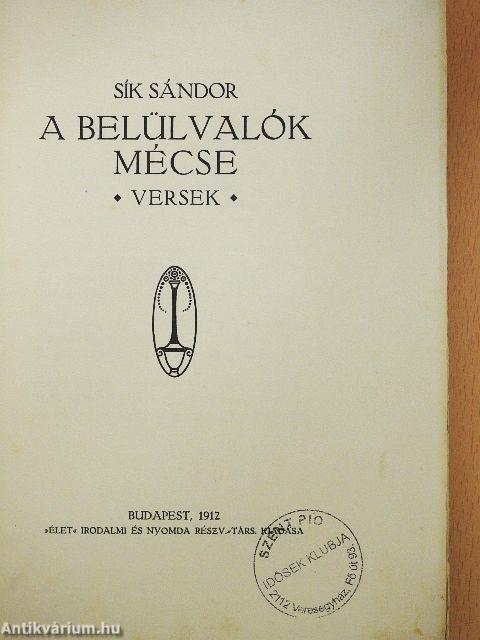 SÍK SÁNDOR
A BELÜLVALÓK
MÉCSE
◆ VERSEK ◆
BUDAPEST, 1912
»ÉLET« IRODALMI ÉS NYOMDA RÉSZV.-TÁRS. KIADÁSA
SZENT PIO
IDŐSEK KLUBJA
2112 Veresegyház, Fő út 93.
Antikvárium.hu